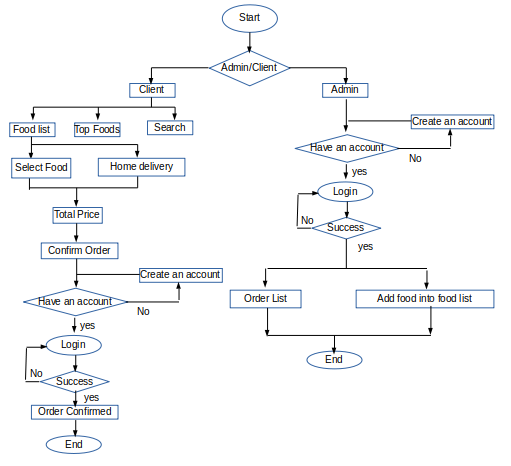 Start
Admin/Client
Client
Admin
Food list
Top Foods
Search
Create an account
Have an account
No
yes
Select Food
Home delivery
Login
No
Success
yes
Total Price
Confirm Order
Create an account
Have an account
No
yes
Order List
Add food into food list
Login
No
Success
yes
End
Order Confirmed
End